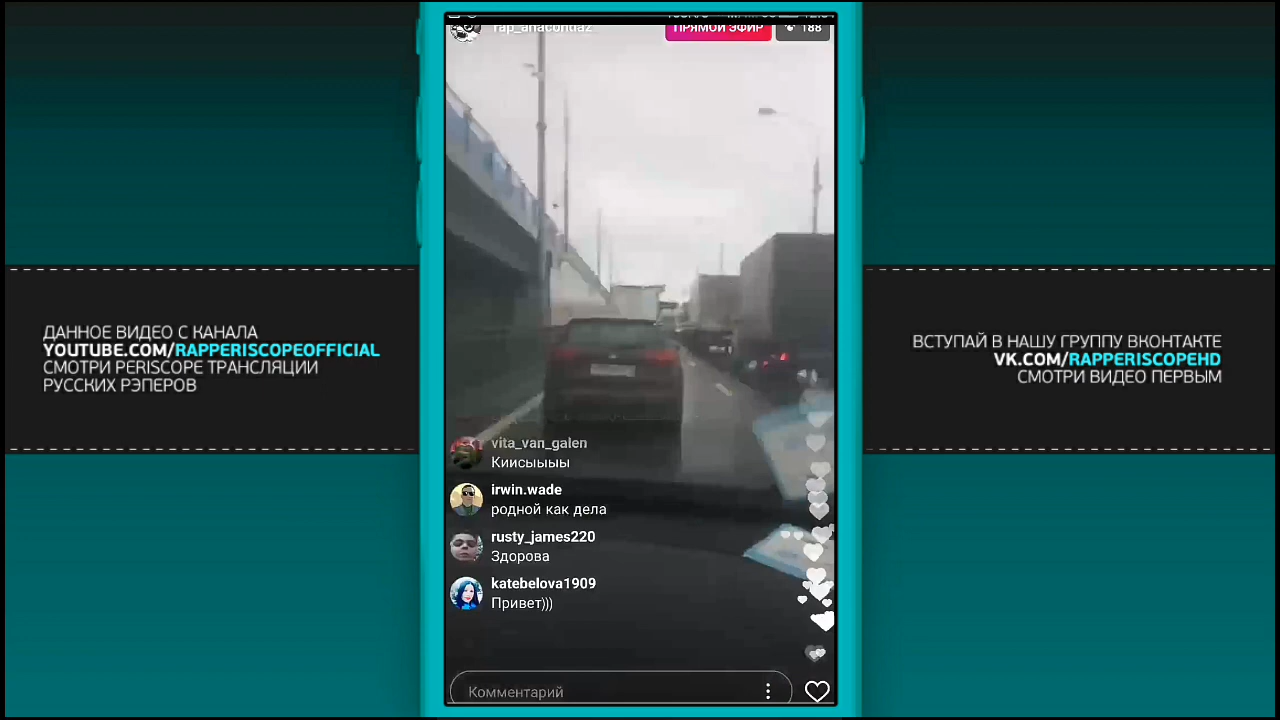 rap_anacondaz
ПРЯМОЙ ЭФИР
188
ДАННОЕ ВИДЕО С КАНАЛА
YOUTUBE.COM/RAPPERISCOPEOFFICIAL
СМОТРИ PERISCOPE ТРАНСЛЯЦИИ
РУССКИХ РЭПЕРОВ
ВСТУПАЙ В НАШУ ГРУППУ ВКОНТАКТЕ
VK.COM/RAPPERISCOPEHD
СМОТРИ ВИДЕО ПЕРВЫМ
vita_van_galen
Киисыыыы
irwin.wade
родной как дела
rusty_james220
Здорова
katebelova1909
Привет)))
Комментарий